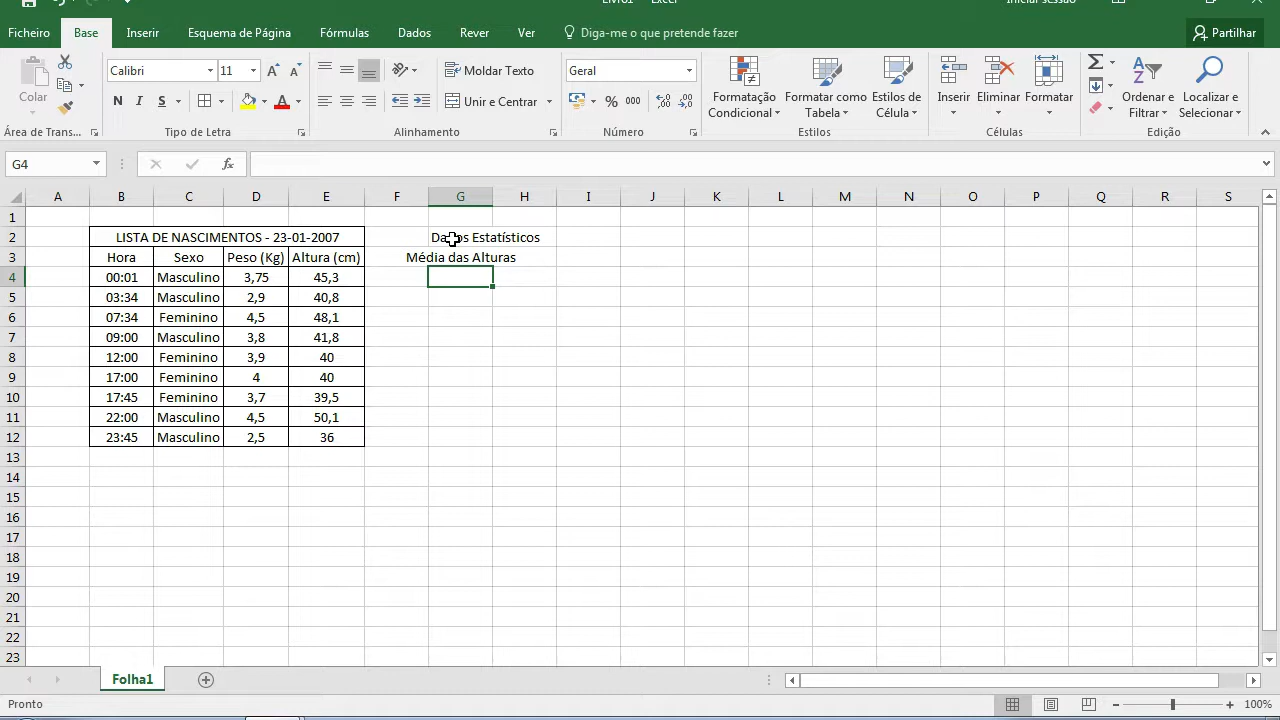 Livro1 - Excel
Iniciar sessão
Ficheiro Base Inserir Esquema de Página Fórmulas Dados Rever Ver Diga-me o que pretende fazer Partilhar
Colar
Calibri 11
N I S
Moldar Texto
Unir e Centrar
Geral
% 000
Formatação Condicional
Formatar como Tabela
Estilos de Célula
Inserir
Eliminar
Formatar
Ordenar e Filtrar
Localizar e Selecionar
Área de Trans... Tipo de Letra Alinhamento Número Estilos Células Edição
G4 fx
A B C D E F G H I J K L M N O P Q R S
1
2 LISTA DE NASCIMENTOS - 23-01-2007 Dados Estatísticos
3 Hora Sexo Peso (Kg) Altura (cm) Média das Alturas
4 00:01 Masculino 3,75 45,3
5 03:34 Masculino 2,9 40,8
6 07:34 Feminino 4,5 48,1
7 09:00 Masculino 3,8 41,8
8 12:00 Feminino 3,9 40
9 17:00 Feminino 4 40
10 17:45 Feminino 3,7 39,5
11 22:00 Masculino 4,5 50,1
12 23:45 Masculino 2,5 36
13
14
15
16
17
18
19
20
21
22
23
Folha1
Pronto 100%